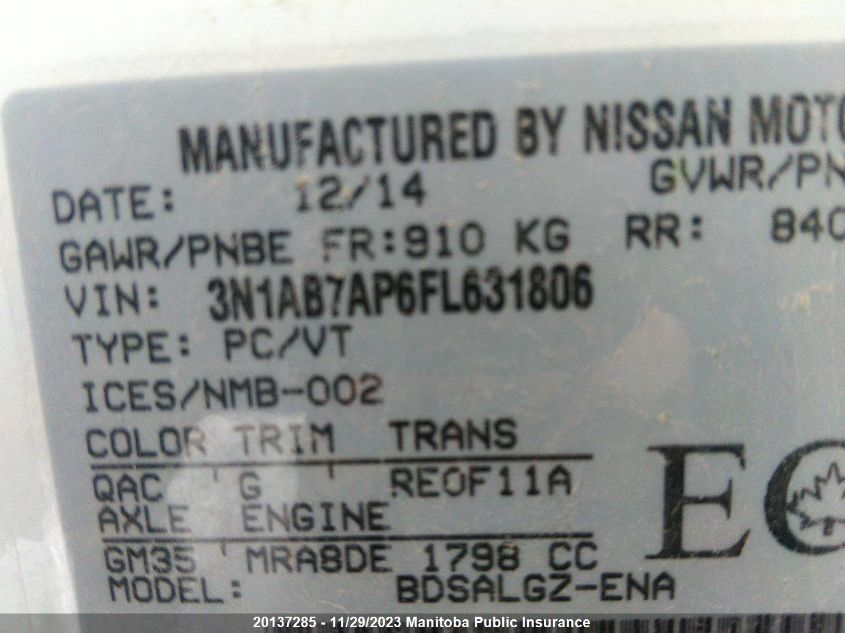 MANUFACTURED BY NISSAN MOTO
DATE: 12/14 GVWR/PN
GAWR/PNBE FR:910 KG RR: 840
VIN: 3N1AB7AP6FL631806
TYPE: PC/VT
ICES/NMB-002
COLOR TRIM TRANS
QAC ' G ' RE0F11A
AXLE ENGINE
GM35 ' MRA8DE 1798 CC
MODEL: BDSALGZ-ENA
EC
20137285 - 11/29/2023 Manitoba Public Insurance